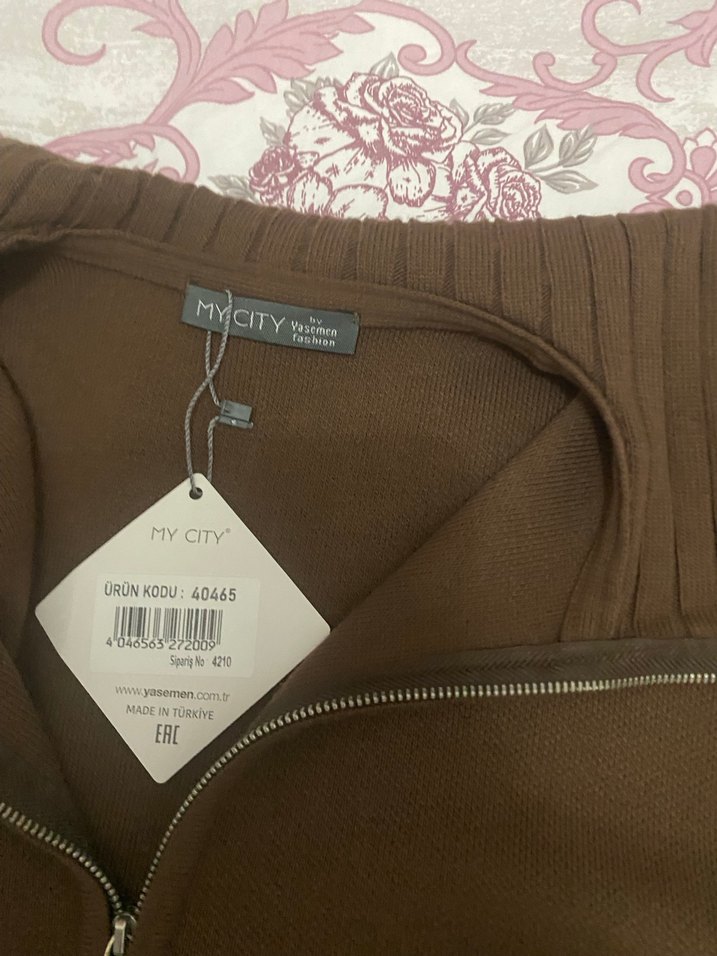 MY CITY by
Yasemen
fashion
MY CITY®
ÜRÜN KODU : 40465
4 046563 272009
Sipariş No 4210
www.yasemen.com.tr
MADE IN TÜRKİYE
EAC